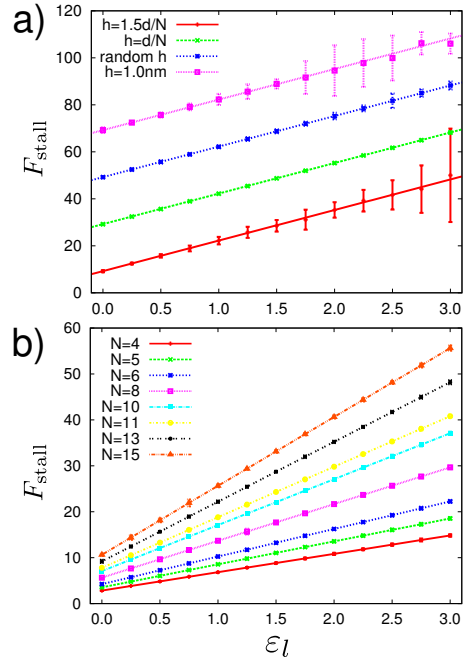 a)
h=1.5d/N
h=d/N
random h
h=1.0nm
120
100
80
60
40
20
0
F_stall
0.0 0.5 1.0 1.5 2.0 2.5 3.0
b)
N=4
N=5
N=6
N=8
N=10
N=11
N=13
N=15
60
50
40
30
20
10
0
F_stall
0.0 0.5 1.0 1.5 2.0 2.5 3.0
ε_l